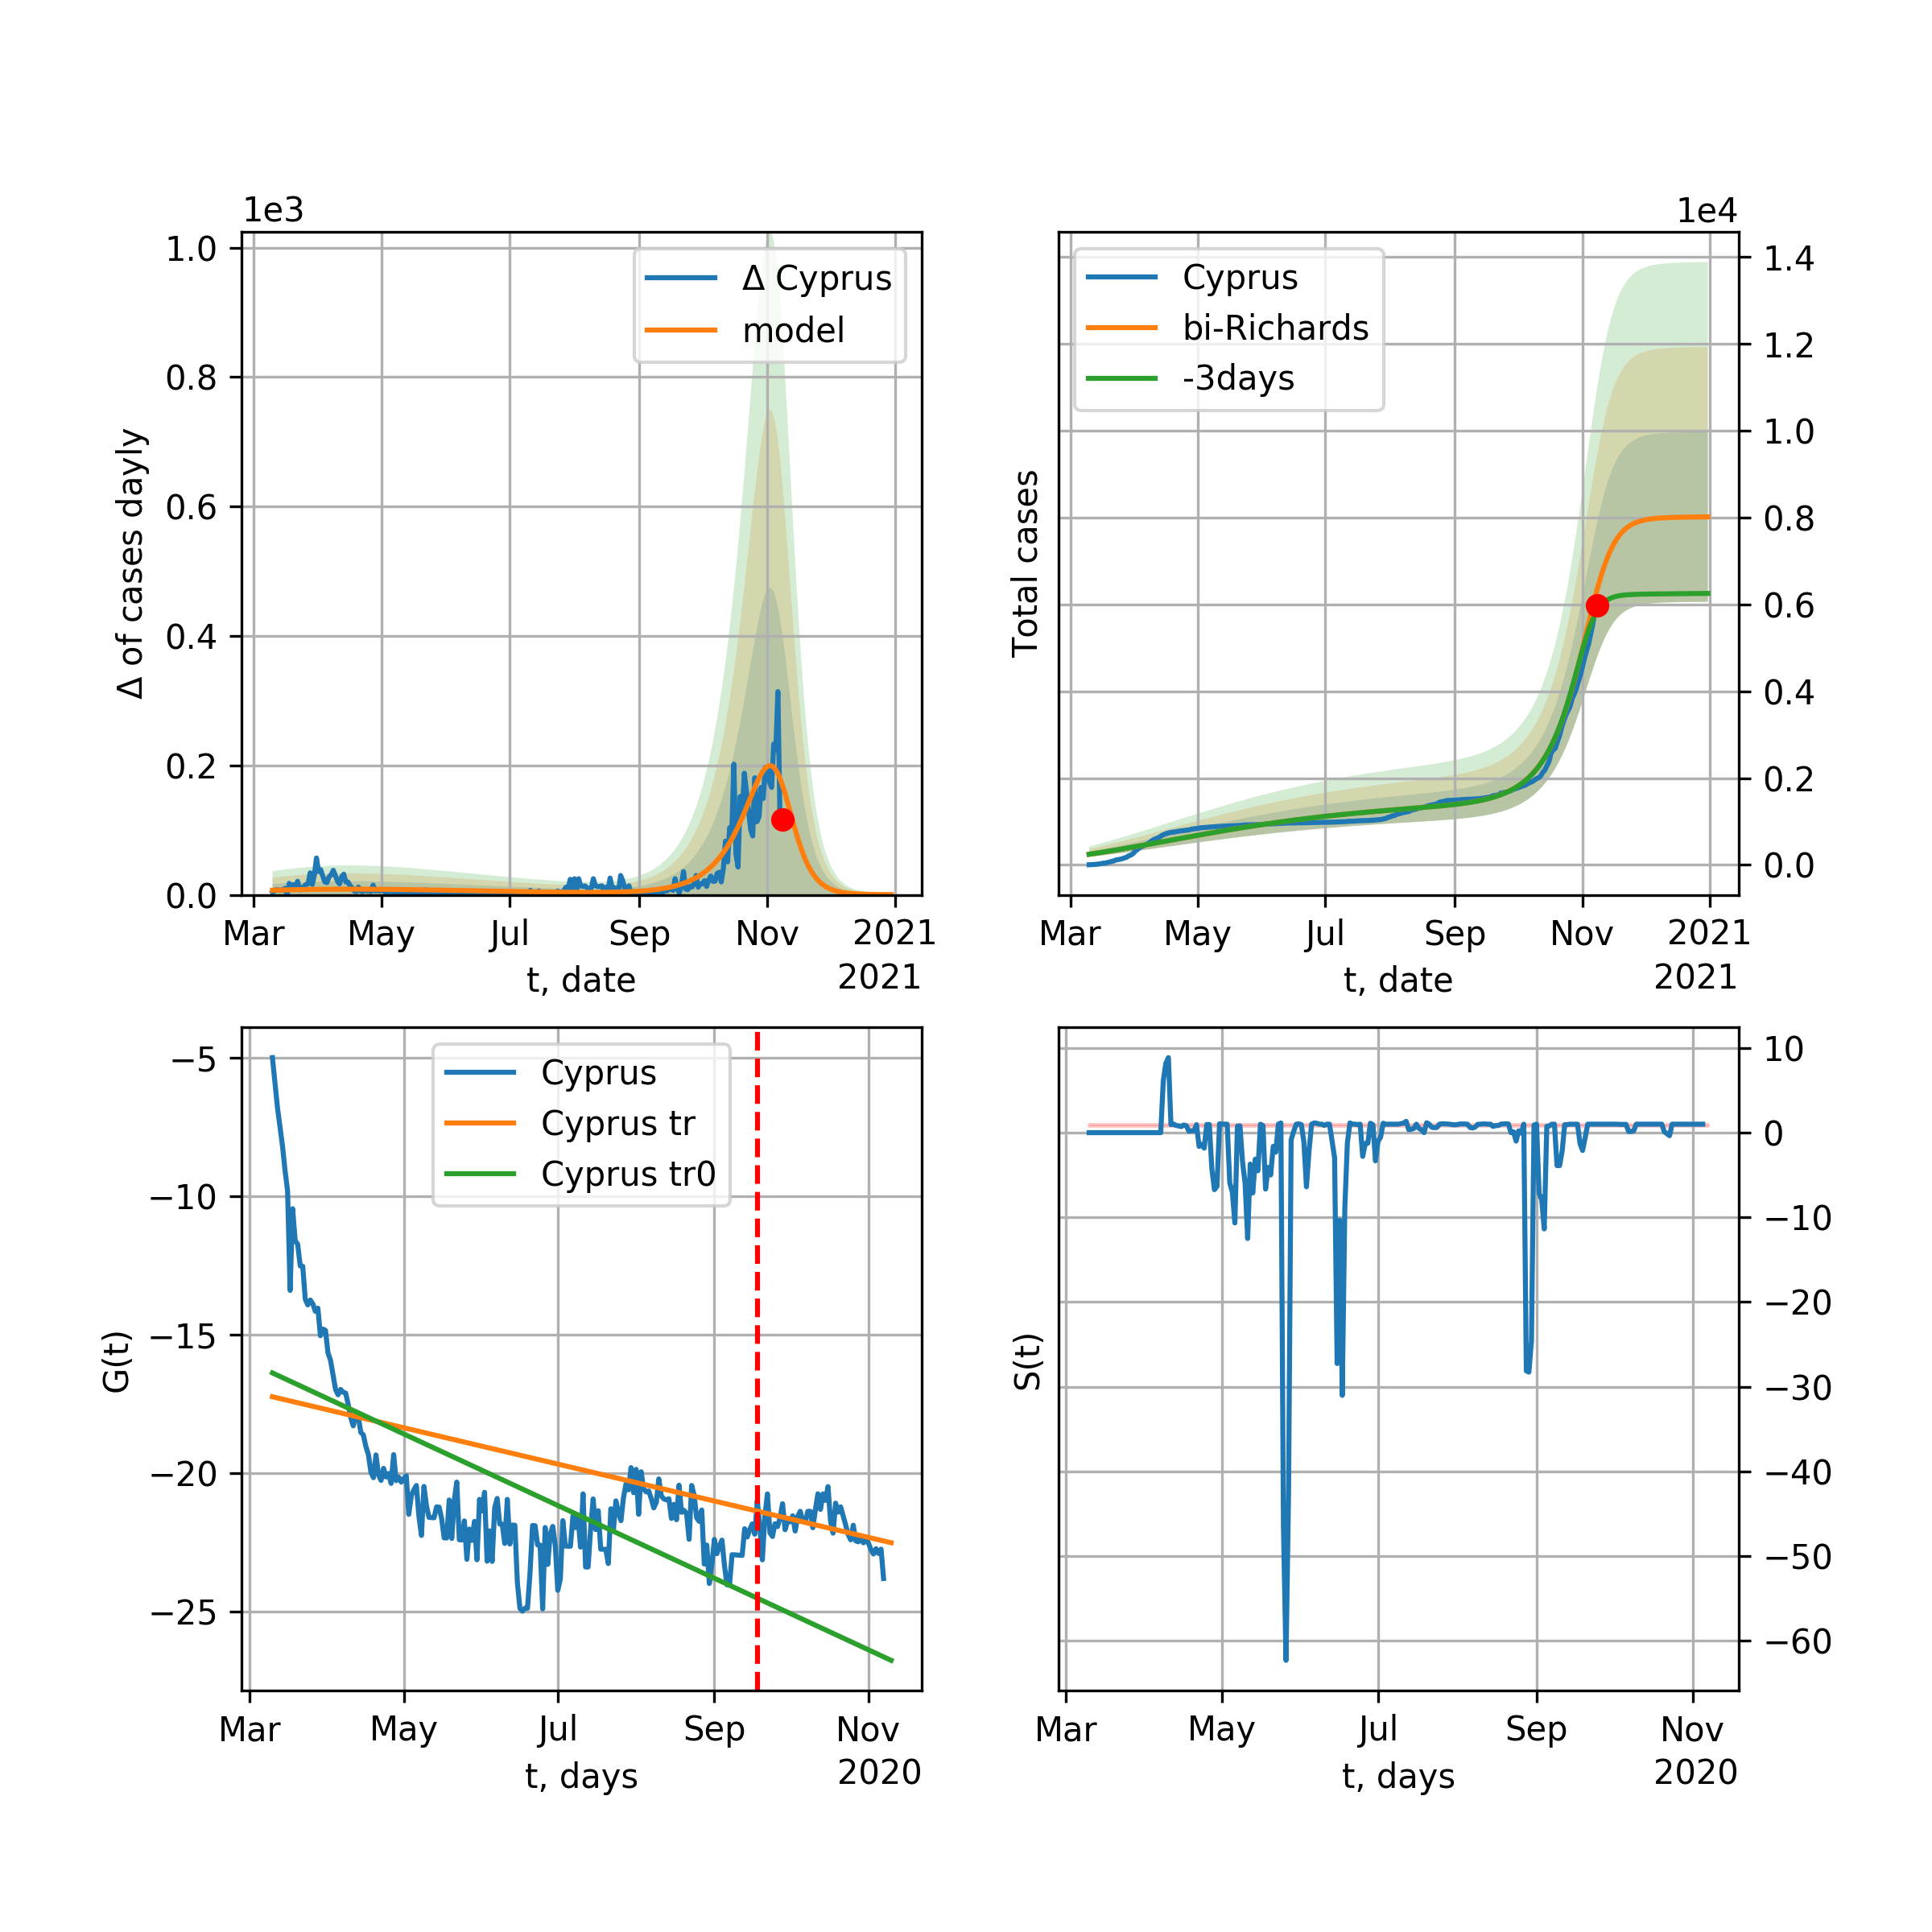 1e3
1.0
0.8
0.6
0.4
0.2
0.0
Δ of cases dayly
Δ Cyprus
model
Mar May Jul Sep Nov 2021
t, date
2021
1e4
1.4
1.2
1.0
0.8
0.6
0.4
0.2
0.0
Total cases
Cyprus
bi-Richards
-3days
Mar May Jul Sep Nov 2021
t, date
2021
−5
−10
−15
−20
−25
G(t)
Cyprus
Cyprus tr
Cyprus tr0
Mar May Jul Sep Nov
t, days
2020
10
0
−10
−20
−30
−40
−50
−60
S(t)
Mar May Jul Sep Nov
t, days
2020